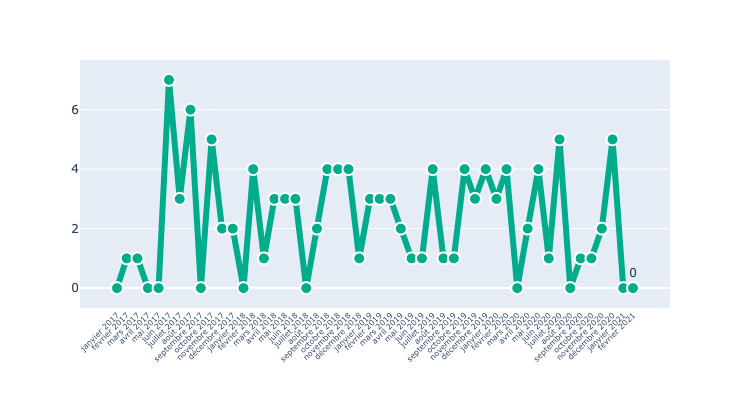 6
4
2
0
0
janvier 2017
février 2017
mars 2017
avril 2017
mai 2017
juin 2017
juillet 2017
août 2017
septembre 2017
octobre 2017
novembre 2017
décembre 2017
janvier 2018
février 2018
mars 2018
avril 2018
mai 2018
juin 2018
juillet 2018
août 2018
septembre 2018
octobre 2018
novembre 2018
décembre 2018
janvier 2019
février 2019
mars 2019
avril 2019
mai 2019
juin 2019
juillet 2019
août 2019
septembre 2019
octobre 2019
novembre 2019
décembre 2019
janvier 2020
février 2020
mars 2020
avril 2020
mai 2020
juin 2020
juillet 2020
août 2020
septembre 2020
octobre 2020
novembre 2020
décembre 2020
janvier 2021
février 2021